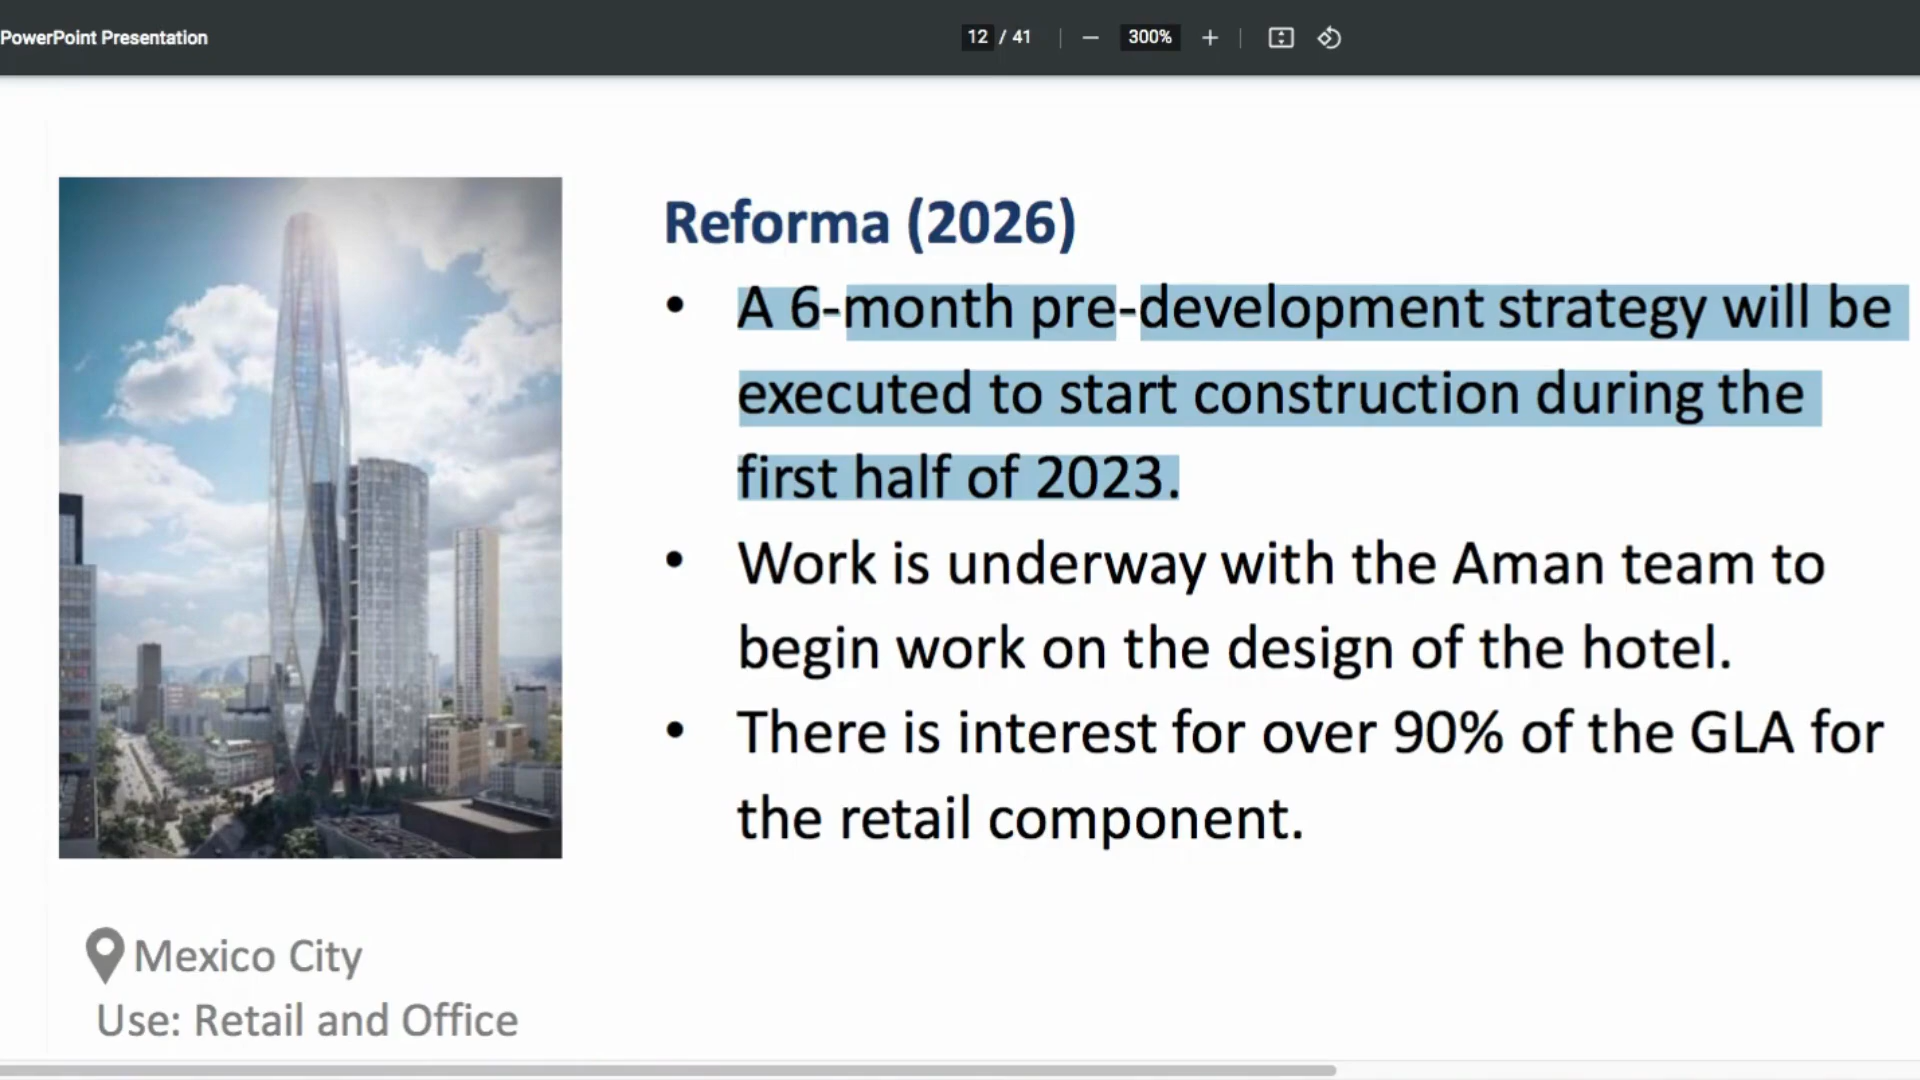 PowerPoint Presentation
12 / 41
300%
Reforma (2026)
• A 6-month pre-development strategy will be
executed to start construction during the
first half of 2023.
• Work is underway with the Aman team to
begin work on the design of the hotel.
• There is interest for over 90% of the GLA for
the retail component.
Mexico City
Use: Retail and Office